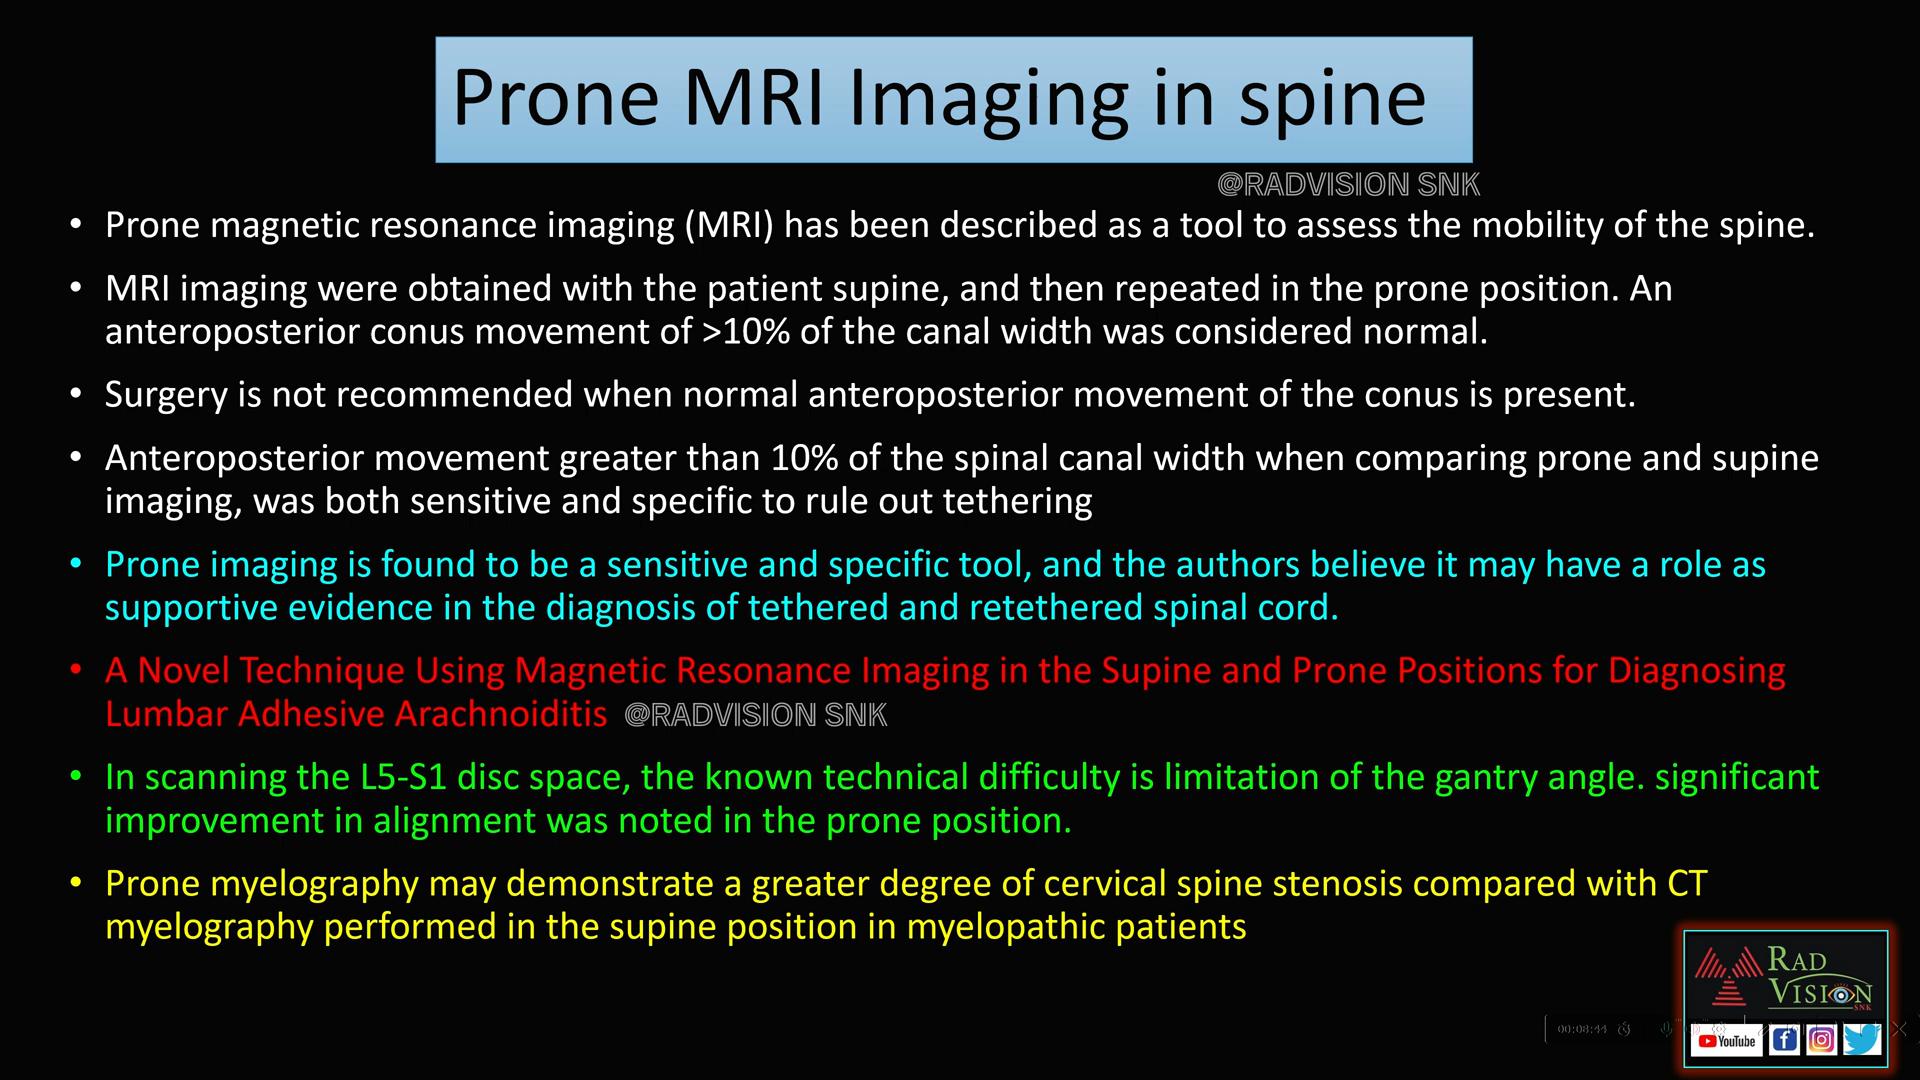 Prone MRI Imaging in spine
@RADVISION SNK
• Prone magnetic resonance imaging (MRI) has been described as a tool to assess the mobility of the spine.
• MRI imaging were obtained with the patient supine, and then repeated in the prone position. An
anteroposterior conus movement of >10% of the canal width was considered normal.
• Surgery is not recommended when normal anteroposterior movement of the conus is present.
• Anteroposterior movement greater than 10% of the spinal canal width when comparing prone and supine
imaging, was both sensitive and specific to rule out tethering
• Prone imaging is found to be a sensitive and specific tool, and the authors believe it may have a role as
supportive evidence in the diagnosis of tethered and retethered spinal cord.
• A Novel Technique Using Magnetic Resonance Imaging in the Supine and Prone Positions for Diagnosing
Lumbar Adhesive Arachnoiditis @RADVISION SNK
• In scanning the L5-S1 disc space, the known technical difficulty is limitation of the gantry angle. significant
improvement in alignment was noted in the prone position.
• Prone myelography may demonstrate a greater degree of cervical spine stenosis compared with CT
myelography performed in the supine position in myelopathic patients
RAD
VISION
SNK
00:08:44
YouTube